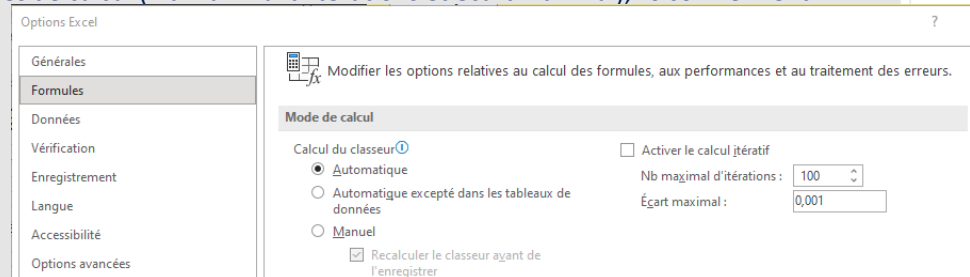 Options Excel
?
Générales
Formules
Données
Vérification
Enregistrement
Langue
Accessibilité
Options avancées
Modifier les options relatives au calcul des formules, aux performances et au traitement des erreurs.
Mode de calcul
Calcul du classeur
Automatique
Automatique excepté dans les tableaux de
données
Manuel
Recalculer le classeur avant de
l'enregistrer
Activer le calcul itératif
Nb maximal d'itérations : 100
Écart maximal : 0,001